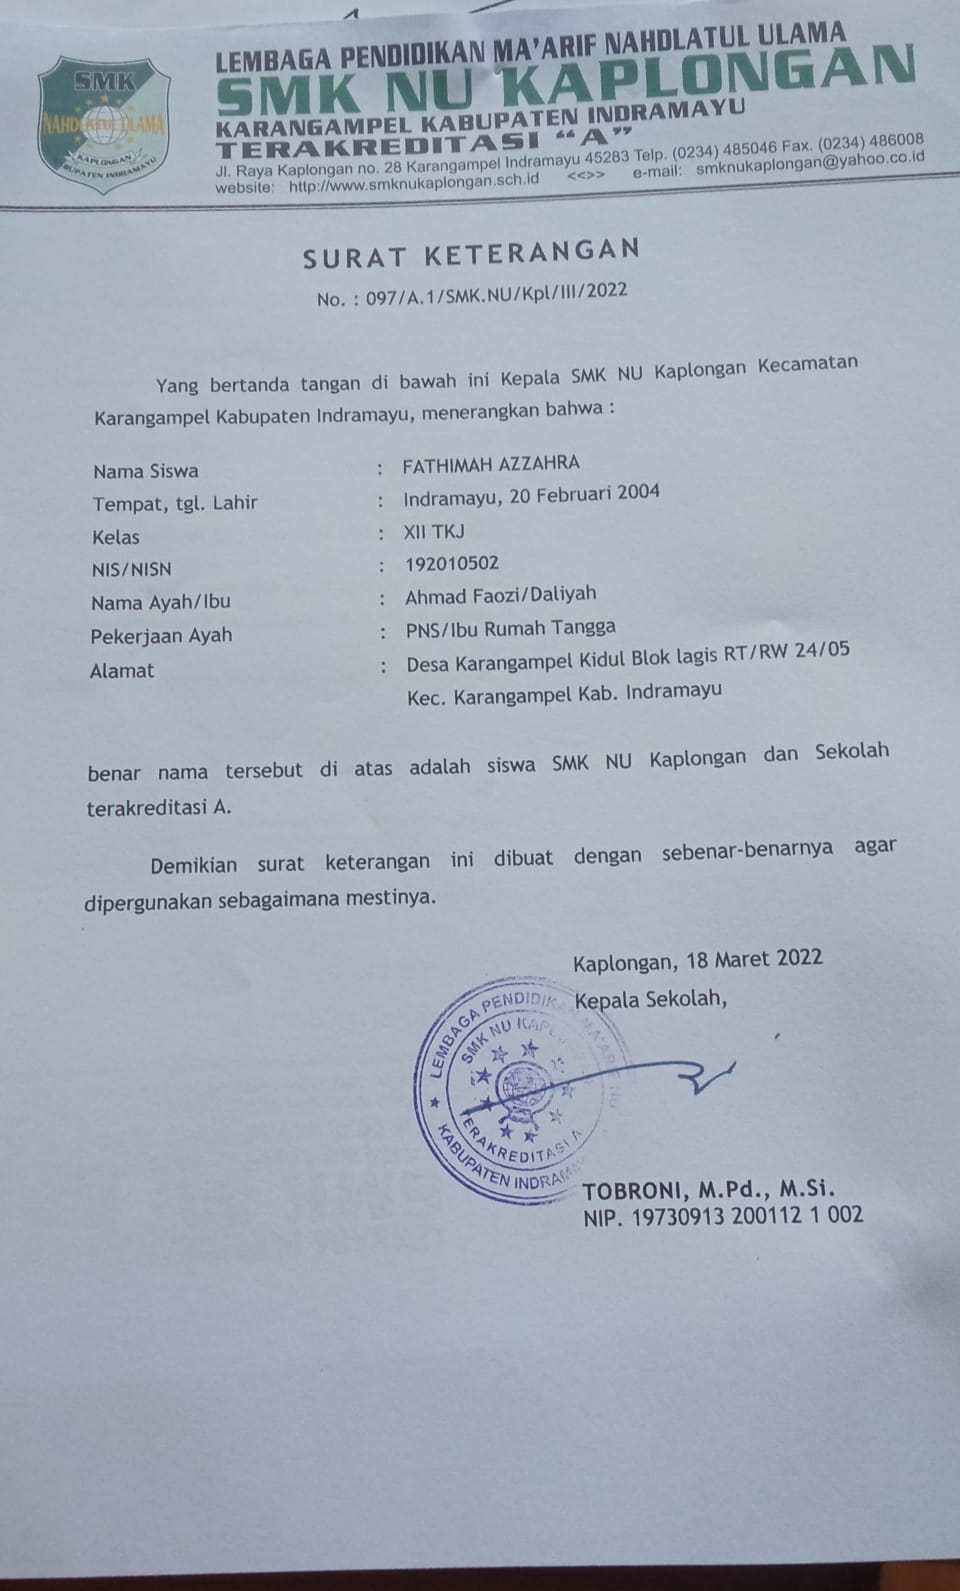 SMK
NAHDLATUL ULAMA
KAPLONGAN
KABUPATEN INDRAMAYU
LEMBAGA PENDIDIKAN MA'ARIF NAHDLATUL ULAMA
SMK NU KAPLONGAN
KARANGAMPEL KABUPATEN INDRAMAYU
TERAKREDITASI “A”
Jl. Raya Kaplongan no. 28 Karangampel Indramayu 45283 Telp. (0234) 485046 Fax. (0234) 486008
website: http://www.smknukaplongan.sch.id <<>> e-mail: smknukaplongan@yahoo.co.id
SURAT KETERANGAN
No. : 097/A.1/SMK.NU/Kpl/III/2022
Yang bertanda tangan di bawah ini Kepala SMK NU Kaplongan Kecamatan
Karangampel Kabupaten Indramayu, menerangkan bahwa :
Nama Siswa : FATHIMAH AZZAHRA
Tempat, tgl. Lahir : Indramayu, 20 Februari 2004
Kelas : XII TKJ
NIS/NISN : 192010502
Nama Ayah/Ibu : Ahmad Faozi/Daliyah
Pekerjaan Ayah : PNS/Ibu Rumah Tangga
Alamat : Desa Karangampel Kidul Blok lagis RT/RW 24/05
Kec. Karangampel Kab. Indramayu
benar nama tersebut di atas adalah siswa SMK NU Kaplongan dan Sekolah
terakreditasi A.
Demikian surat keterangan ini dibuat dengan sebenar-benarnya agar
dipergunakan sebagaimana mestinya.
Kaplongan, 18 Maret 2022
Kepala Sekolah,
LEMBAGA PENDIDIKAN MA'ARIF NU
SMK NU
TERAKREDITASI A
KABUPATEN
TOBRONI, M.Pd., M.Si.
NIP. 19730913 200112 1 002